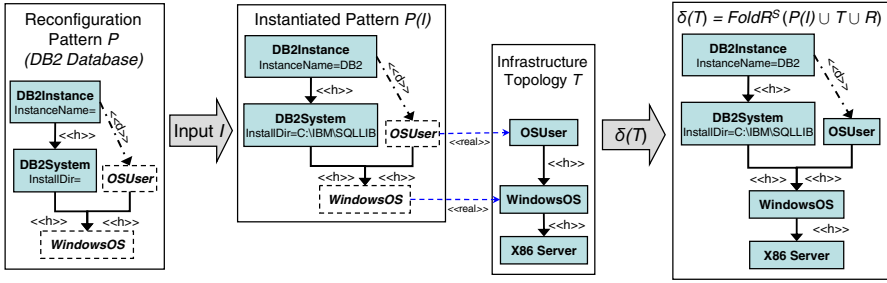 Reconfiguration
Pattern P
(DB2 Database)
DB2Instance
InstanceName=
<<d>>
<<h>>
DB2System
InstallDir=
OSUser
<<h>>
<<h>>
WindowsOS
Input I
Instantiated Pattern P(I)
DB2Instance
InstanceName=DB2
<<d>>
<<h>>
DB2System
InstallDir=C:\IBM\SQLLIB
OSUser
<<h>>
<<h>>
WindowsOS
<<real>>
<<real>>
Infrastructure
Topology T
OSUser
<<h>>
WindowsOS
<<h>>
X86 Server
δ(T)
δ(T) = FoldR^S (P(I) ∪ T ∪ R)
DB2Instance
InstanceName=DB2
<<d>>
<<h>>
DB2System
InstallDir=C:\IBM\SQLLIB
OSUser
<<h>>
<<h>>
WindowsOS
<<h>>
X86 Server